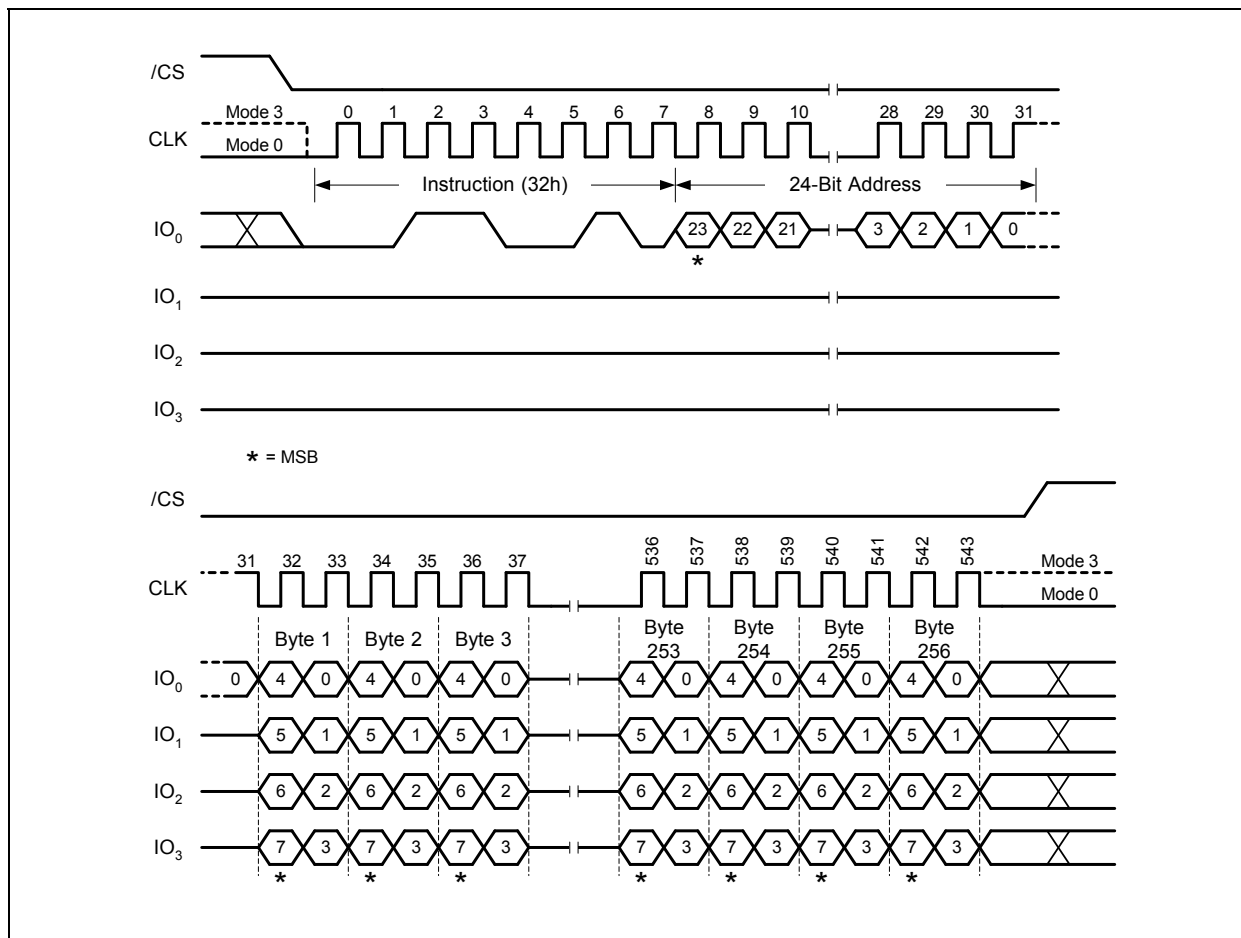 /CS
Mode 3 0 1 2 3 4 5 6 7 8 9 10 28 29 30 31
CLK
Mode 0
Instruction (32h) 24-Bit Address
IO0 23 22 21 3 2 1 0
*
IO1
IO2
IO3
* = MSB
/CS
31 32 33 34 35 36 37 536 537 538 539 540 541 542 543 Mode 3
CLK
Mode 0
Byte 1 Byte 2 Byte 3 Byte 253 Byte 254 Byte 255 Byte 256
IO0 0 4 0 4 0 4 0 4 0 4 0 4 0 4 0
IO1 5 1 5 1 5 1 5 1 5 1 5 1 5 1
IO2 6 2 6 2 6 2 6 2 6 2 6 2 6 2
IO3 7 3 7 3 7 3 7 3 7 3 7 3 7 3
* * * * * * *